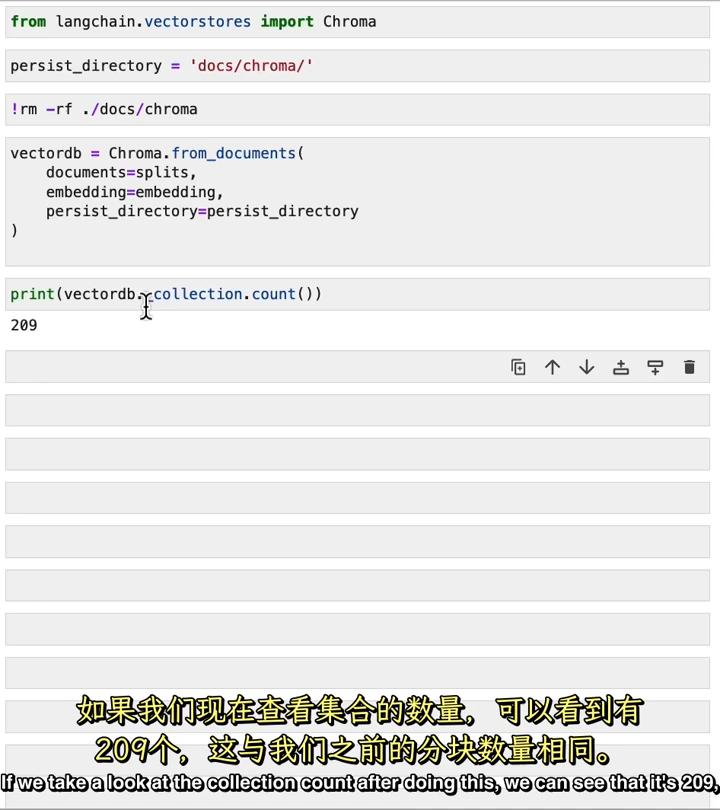 from langchain.vectorstores import Chroma
persist_directory = 'docs/chroma/'
!rm -rf ./docs/chroma
vectordb = Chroma.from_documents(
    documents=splits,
    embedding=embedding,
    persist_directory=persist_directory
)
print(vectordb._collection.count())
209
如果我们现在查看集合的数量，可以看到有
209个，这与我们之前的分块数量相同。
If we take a look at the collection count after doing this, we can see that it's 209,